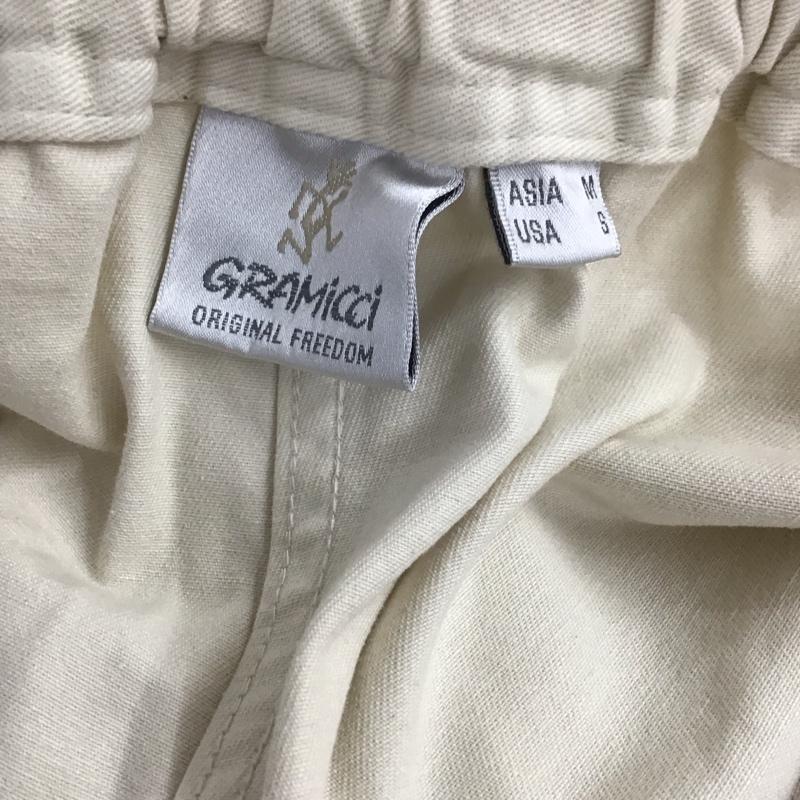 GRAMiCCi
ORIGINAL FREEDOM
ASIA M
USA S